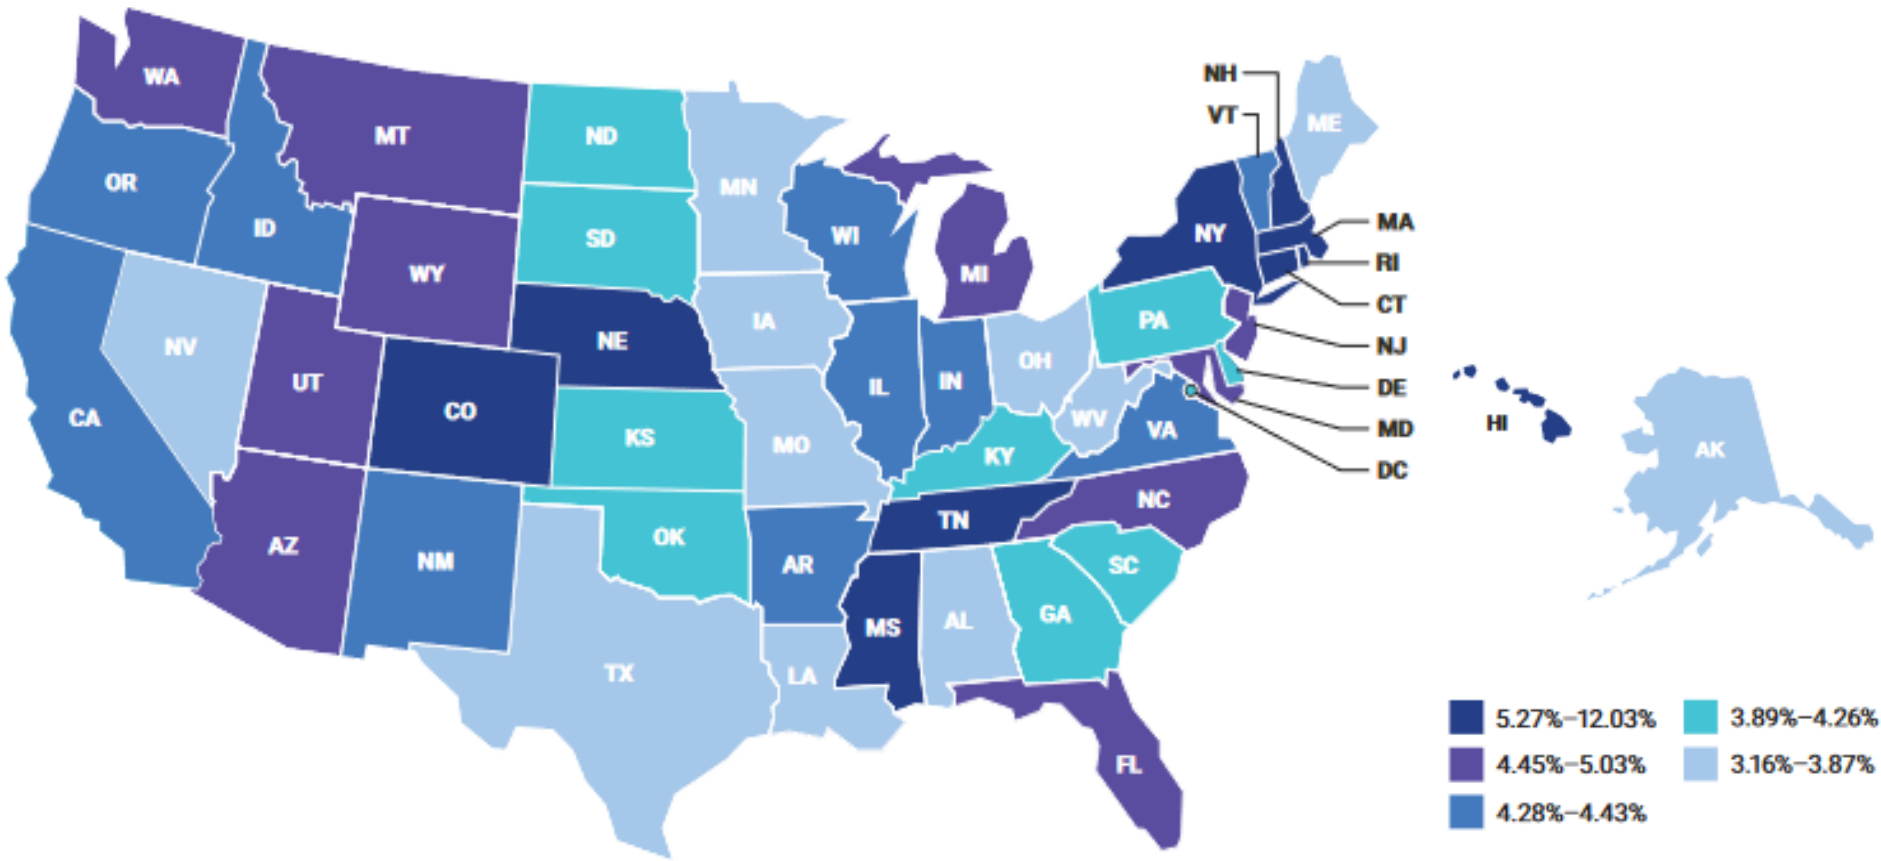 WA
MT
ND
MN
OR
ID
SD
WI
WY
MI
NY
NH
VT
ME
MA
RI
CT
NJ
DE
MD
DC
NV
UT
CA
CO
NE
IA
IL
IN
OH
PA
KS
MO
KY
WV
VA
AZ
NM
OK
AR
TN
NC
SC
TX
LA
MS
AL
GA
FL
HI
AK
5.27%–12.03%
4.45%–5.03%
4.28%–4.43%
3.89%–4.26%
3.16%–3.87%